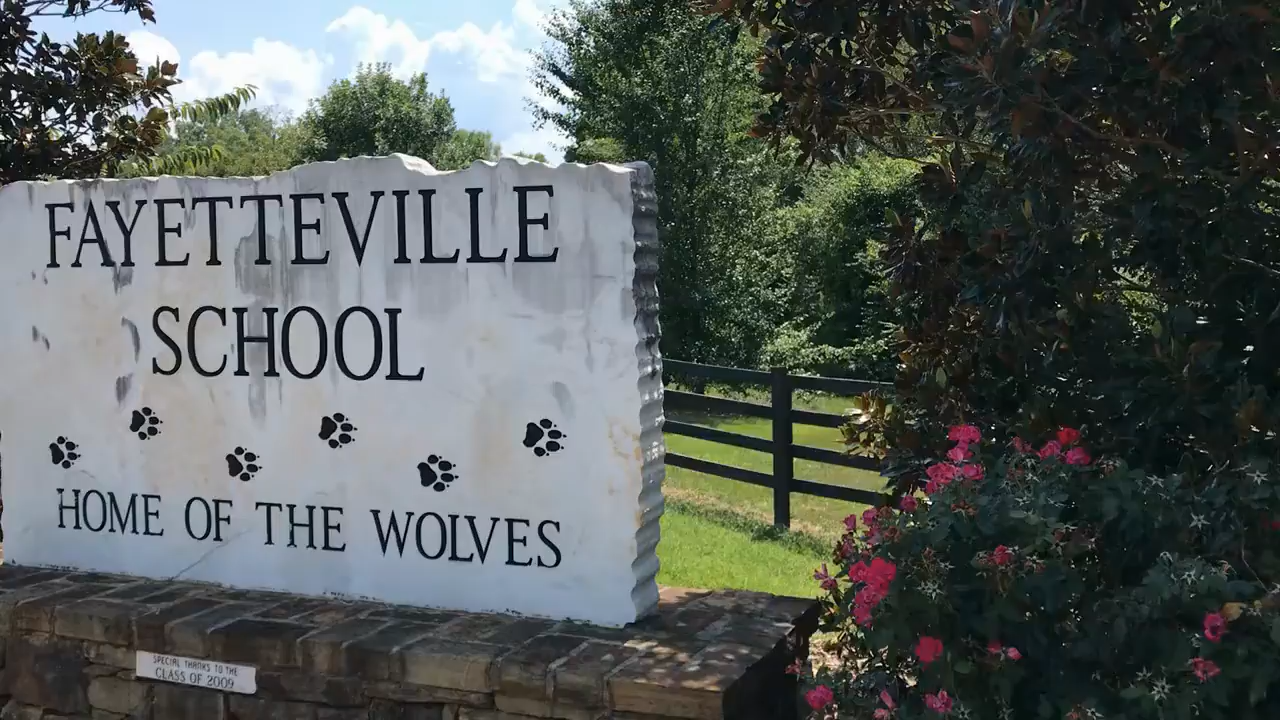 FAYETTEVILLE
SCHOOL
HOME OF THE WOLVES
SPECIAL THANKS TO THE
CLASS OF 2009